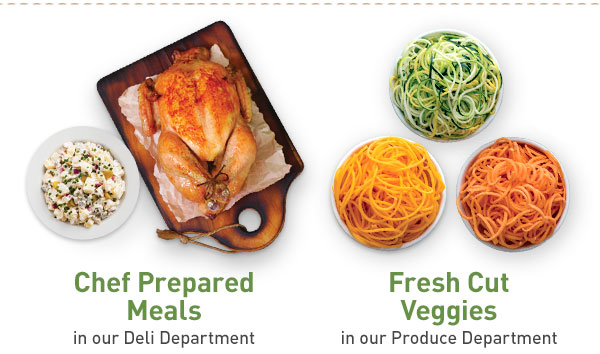 Chef Prepared
Meals
in our Deli Department
Fresh Cut
Veggies
in our Produce Department